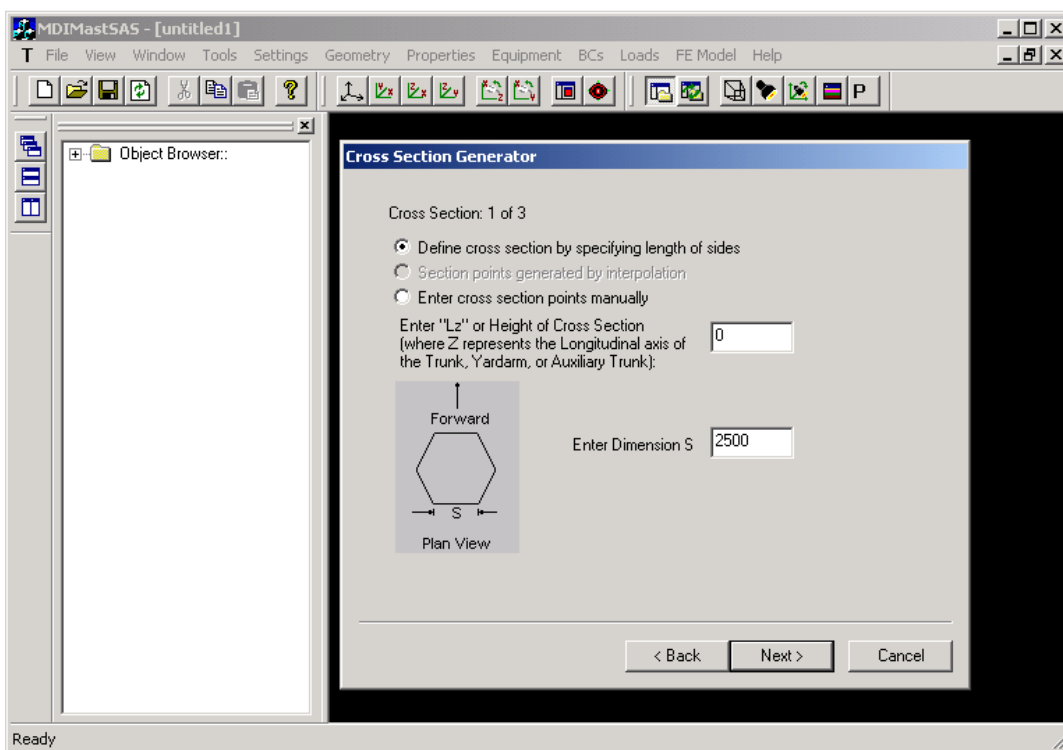 MDIMastSAS - [untitled1]
T File View Window Tools Settings Geometry Properties Equipment BCs Loads FE Model Help
P
Object Browser::
Cross Section Generator
Cross Section: 1 of 3
Define cross section by specifying length of sides
Section points generated by interpolation
Enter cross section points manually
Enter "Lz" or Height of Cross Section
(where Z represents the Longitudinal axis of
the Trunk, Yardarm, or Auxiliary Trunk):
0
Forward
S
Plan View
Enter Dimension S
2500
< Back
Next >
Cancel
Ready